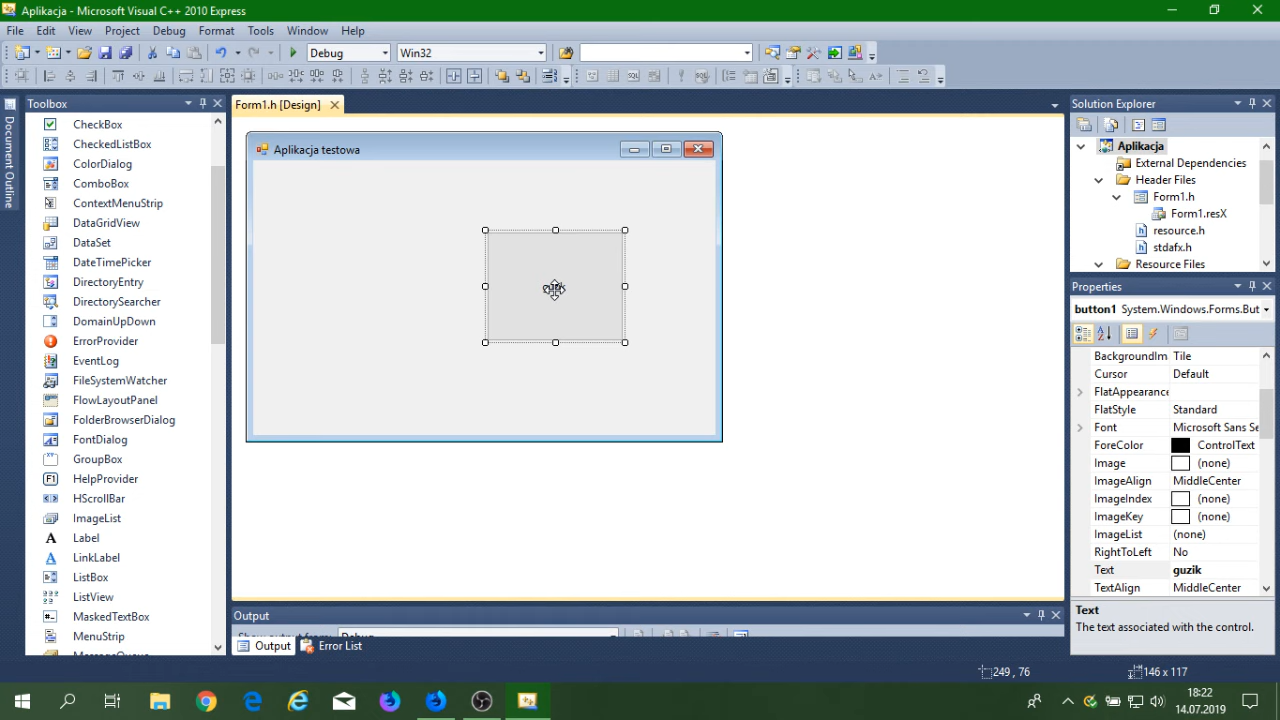 Aplikacja - Microsoft Visual C++ 2010 Express
File Edit View Project Debug Format Tools Window Help
Debug Win32
Document Outline
Toolbox
CheckBox
CheckedListBox
ColorDialog
ComboBox
ContextMenuStrip
DataGridView
DataSet
DateTimePicker
DirectoryEntry
DirectorySearcher
DomainUpDown
ErrorProvider
EventLog
FileSystemWatcher
FlowLayoutPanel
FolderBrowserDialog
FontDialog
GroupBox
HelpProvider
HScrollBar
ImageList
Label
LinkLabel
ListBox
ListView
MaskedTextBox
MenuStrip
Form1.h [Design]
Aplikacja testowa
Output
Output Error List
Solution Explorer
Aplikacja
External Dependencies
Header Files
Form1.h
Form1.resX
resource.h
stdafx.h
Resource Files
Properties
button1 System.Windows.Forms.But
BackgroundIm Tile
Cursor Default
FlatAppearance
FlatStyle Standard
Font Microsoft Sans Se
ForeColor ControlText
Image (none)
ImageAlign MiddleCenter
ImageIndex (none)
ImageKey (none)
ImageList (none)
RightToLeft No
Text guzik
TextAlign MiddleCenter
Text
The text associated with the control.
249 , 76 146 x 117
18:22
14.07.2019